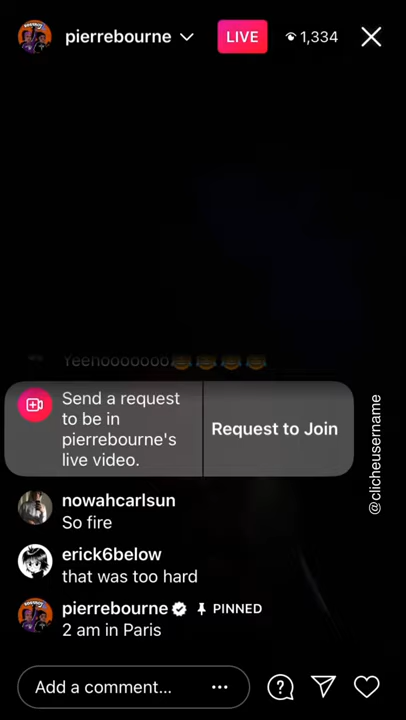 pierrebourne
LIVE
1,334
Yeehooooooo😂😂😂😂
Send a request
to be in
pierrebourne's
live video.
Request to Join
@clicheusername
nowahcarlsun
So fire
erick6below
that was too hard
pierrebourne PINNED
2 am in Paris
Add a comment...